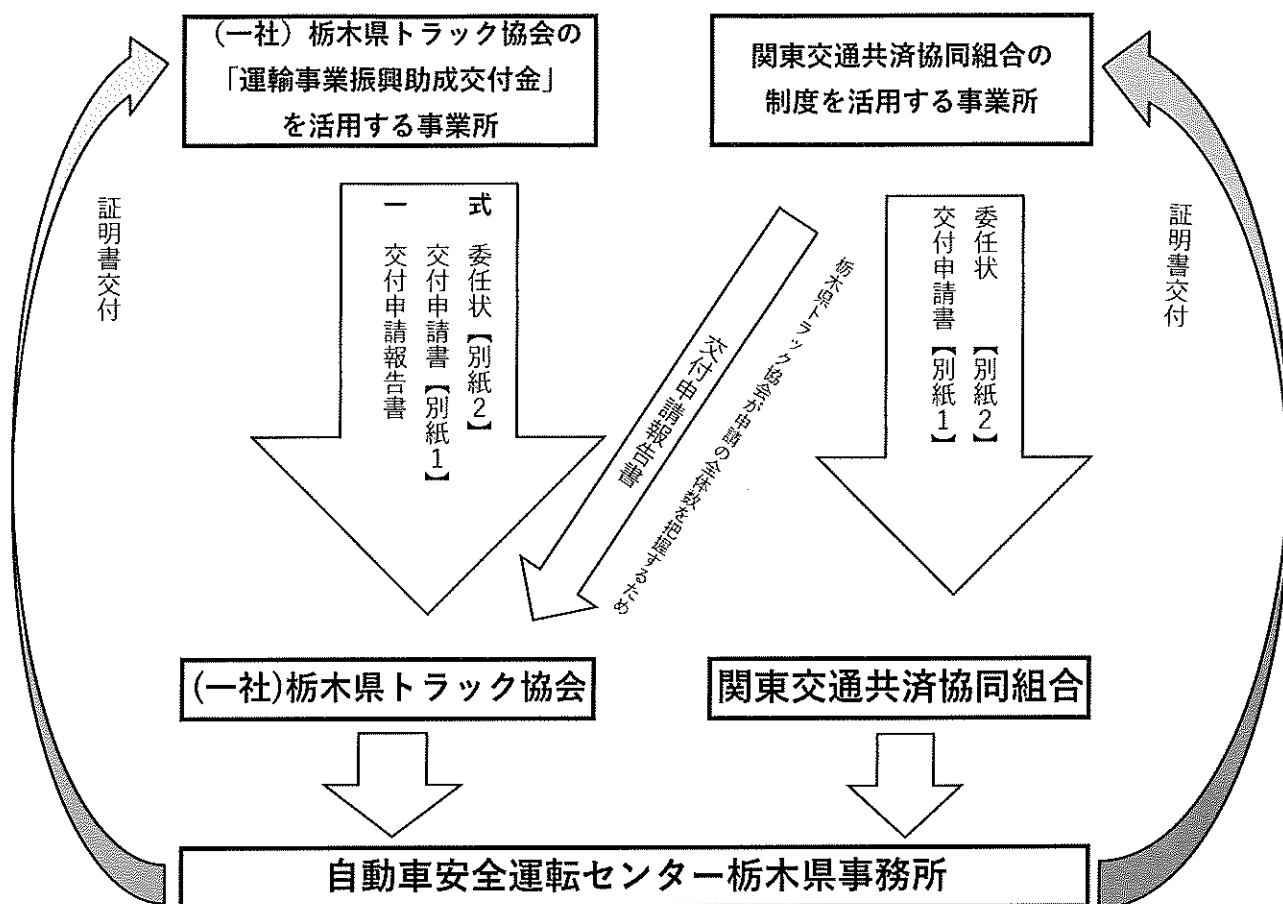 （一社）栃木県トラック協会の
「運輸事業振興助成交付金」
を活用する事業所
関東交通共済協同組合の
制度を活用する事業所
証明書交付
一　式
委任状【別紙２】
交付申請書【別紙１】
交付申請報告書
交付申請報告書
栃木県トラック協会が申請の全体数を把握するため
委任状　【別紙２】
交付申請書【別紙１】
証明書交付
(一社)栃木県トラック協会
関東交通共済協同組合
自動車安全運転センター栃木県事務所